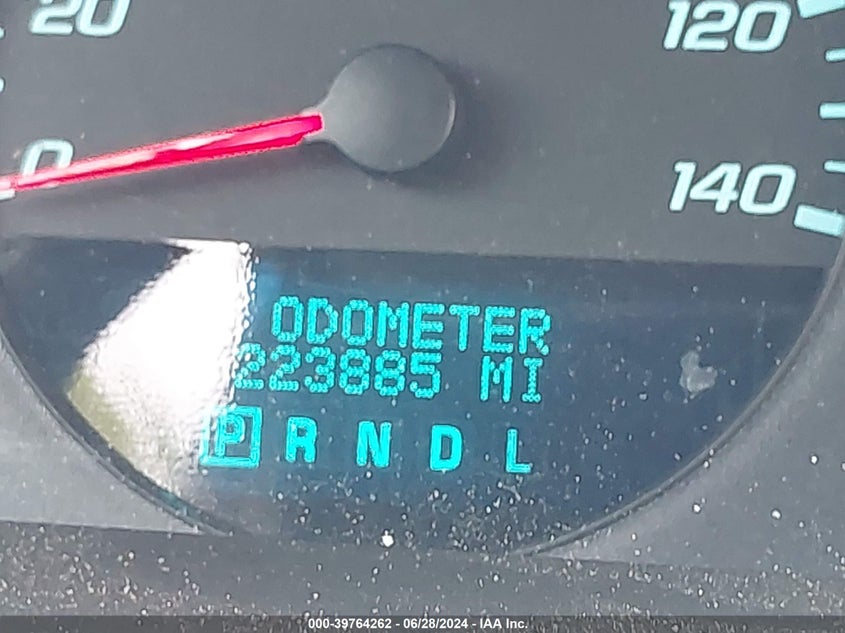 20
120
0
140
ODOMETER
223885 MI
P R N D L
000-39764262 - 06/28/2024 - IAA Inc.